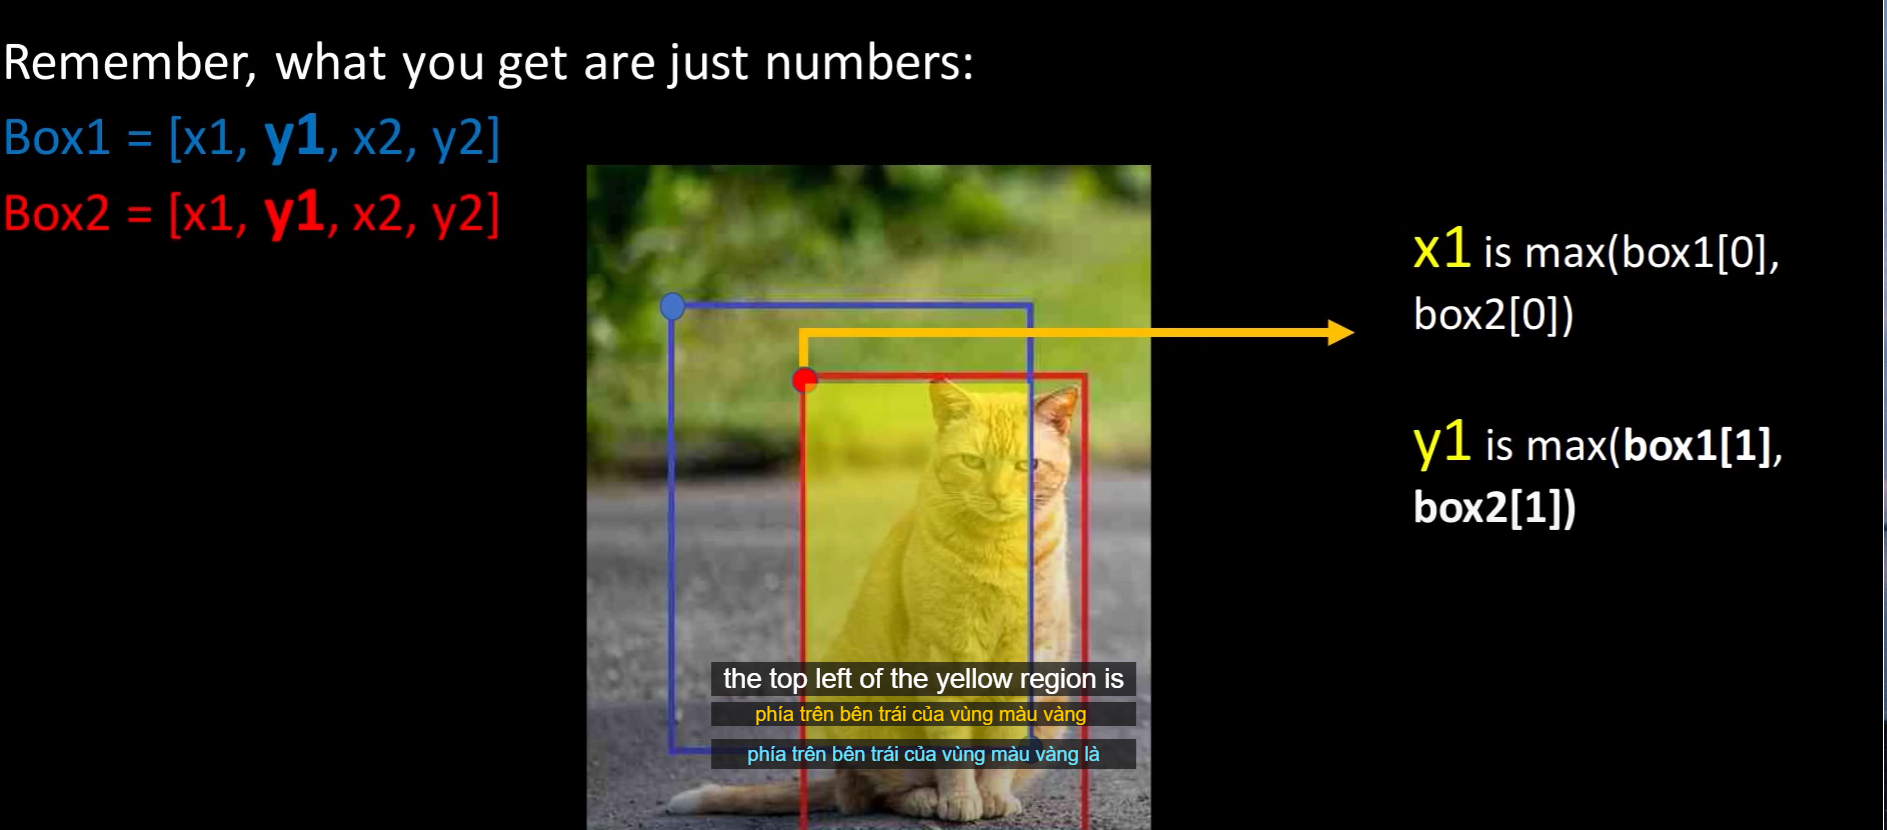 Remember, what you get are just numbers:
Box1 = [x1, y1, x2, y2]
Box2 = [x1, y1, x2, y2]
x1 is max(box1[0],
box2[0])
y1 is max(box1[1],
box2[1])
the top left of the yellow region is
phía trên bên trái của vùng màu vàng
phía trên bên trái của vùng màu vàng là